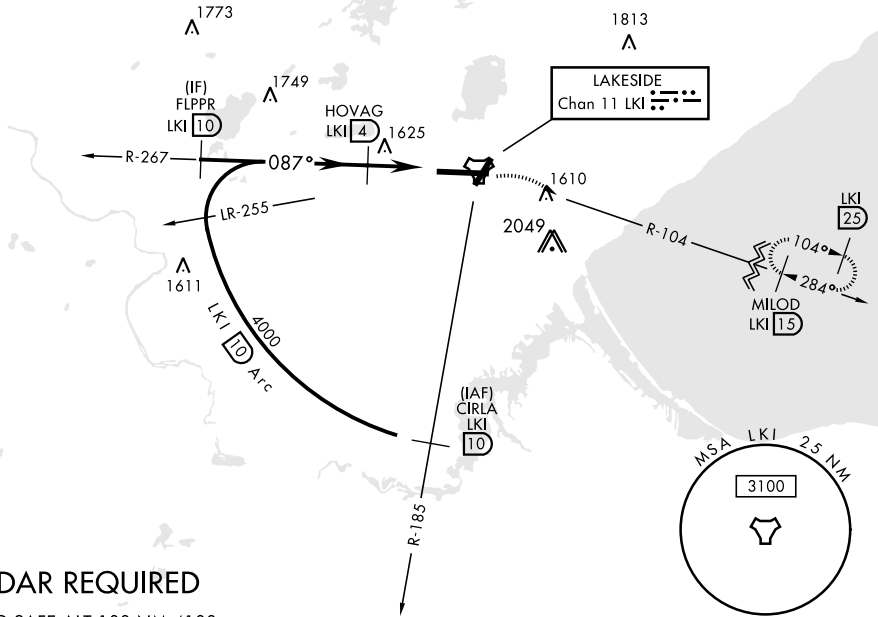 1773
1813
(IF)
FLPPR
LKI 10
1749
HOVAG
LKI 4
1625
LAKESIDE
Chan 11 LKI
R-267
087°
1610
LR-255
2049
R-104
LKI
25
104°
284°
1611
MILOD
LKI 15
4000
LKI 10 Arc
(IAF)
CIRLA
LKI
10
MSA LKI 25 NM
3100
R-185
DAR REQUIRED